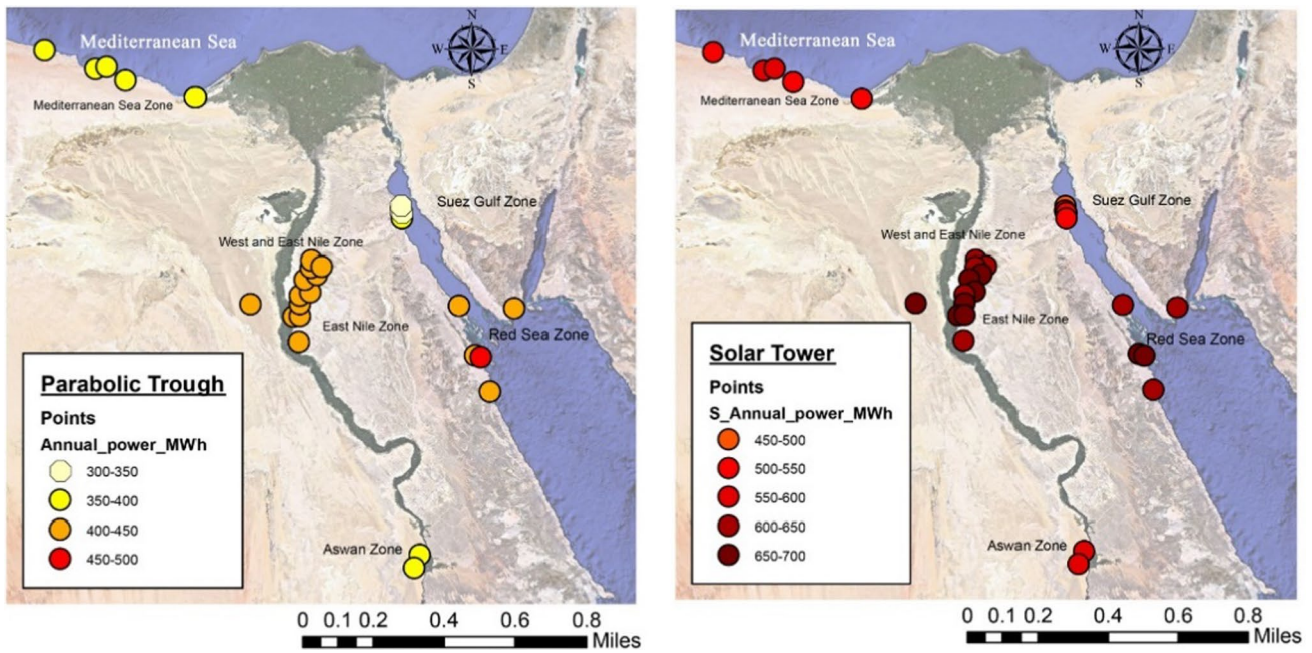 N
Mediterranean Sea
W E
S
Mediterranean Sea Zone
Suez Gulf Zone
West and East Nile Zone
East Nile Zone
Red Sea Zone
Parabolic Trough
Points
Annual_power_MWh
300-350
350-400
400-450
450-500
Aswan Zone
0 0.1 0.2 0.4 0.6 0.8
Miles
N
Mediterranean Sea
W E
S
Mediterranean Sea Zone
Suez Gulf Zone
West and East Nile Zone
East Nile Zone
Red Sea Zone
Solar Tower
Points
S_Annual_power_MWh
450-500
500-550
550-600
600-650
650-700
Aswan Zone
0 0.1 0.2 0.4 0.6 0.8
Miles